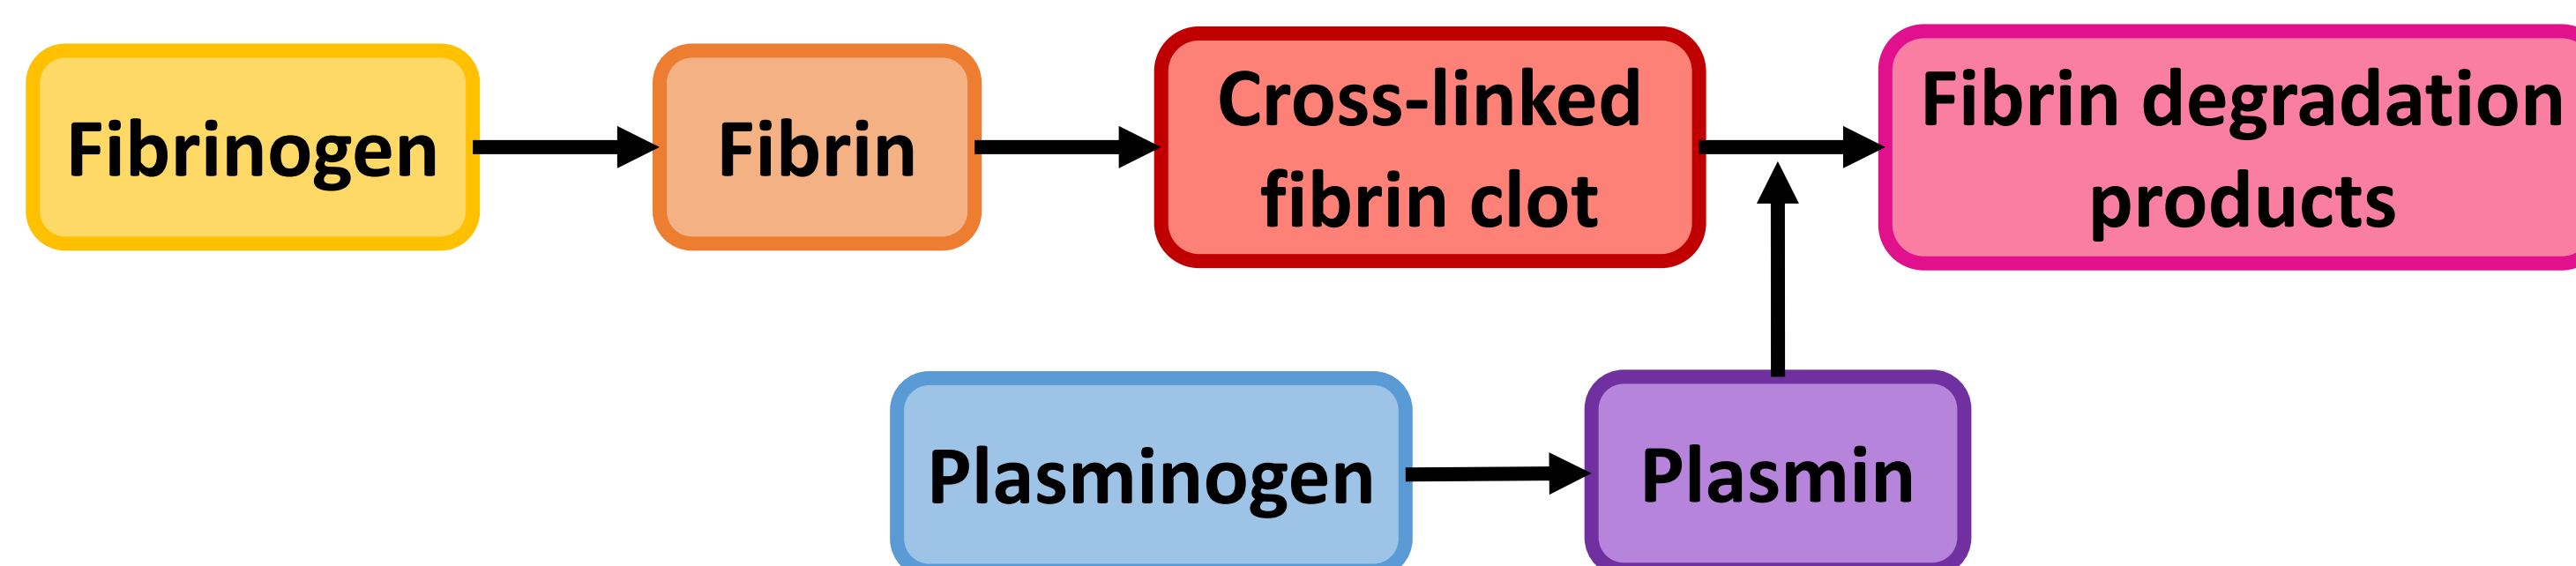 Fibrinogen
Fibrin
Cross-linked
fibrin clot
Fibrin degradation
products
Plasminogen
Plasmin